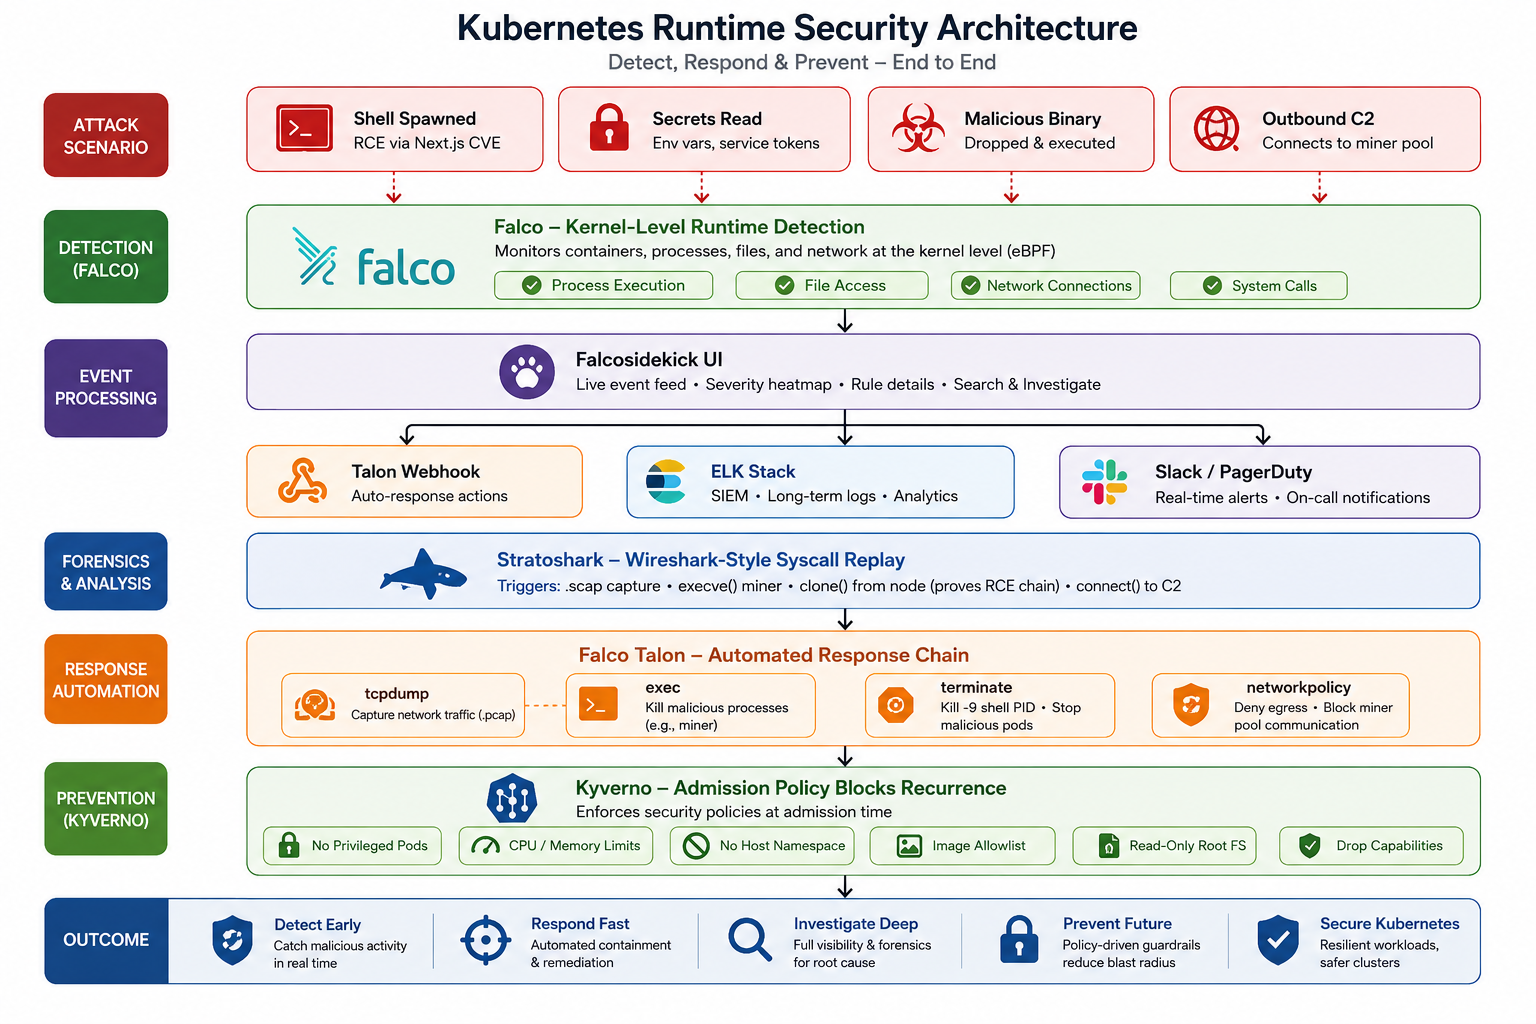 Kubernetes Runtime Security Architecture
Detect, Respond & Prevent – End to End
ATTACK
SCENARIO
Shell Spawned
RCE via Next.js CVE
Secrets Read
Env vars, service tokens
Malicious Binary
Dropped & executed
Outbound C2
Connects to miner pool
DETECTION
(FALCO)
falco
Falco – Kernel-Level Runtime Detection
Monitors containers, processes, files, and network at the kernel level (eBPF)
Process Execution
File Access
Network Connections
System Calls
EVENT
PROCESSING
Falcosidekick UI
Live event feed • Severity heatmap • Rule details • Search & Investigate
Talon Webhook
Auto-response actions
ELK Stack
SIEM • Long-term logs • Analytics
Slack / PagerDuty
Real-time alerts • On-call notifications
FORENSICS
& ANALYSIS
Stratoshark – Wireshark-Style Syscall Replay
Triggers: .scap capture • execve() miner • clone() from node (proves RCE chain) • connect() to C2
RESPONSE
AUTOMATION
Falco Talon – Automated Response Chain
tcpdump
Capture network traffic (.pcap)
exec
Kill malicious processes
(e.g., miner)
terminate
Kill -9 shell PID • Stop
malicious pods
networkpolicy
Deny egress • Block miner
pool communication
PREVENTION
(KYVERNO)
Kyverno – Admission Policy Blocks Recurrence
Enforces security policies at admission time
No Privileged Pods
CPU / Memory Limits
No Host Namespace
Image Allowlist
Read-Only Root FS
Drop Capabilities
OUTCOME
Detect Early
Catch malicious activity
in real time
Respond Fast
Automated containment
& remediation
Investigate Deep
Full visibility & forensics
for root cause
Prevent Future
Policy-driven guardrails
reduce blast radius
Secure Kubernetes
Resilient workloads,
safer clusters